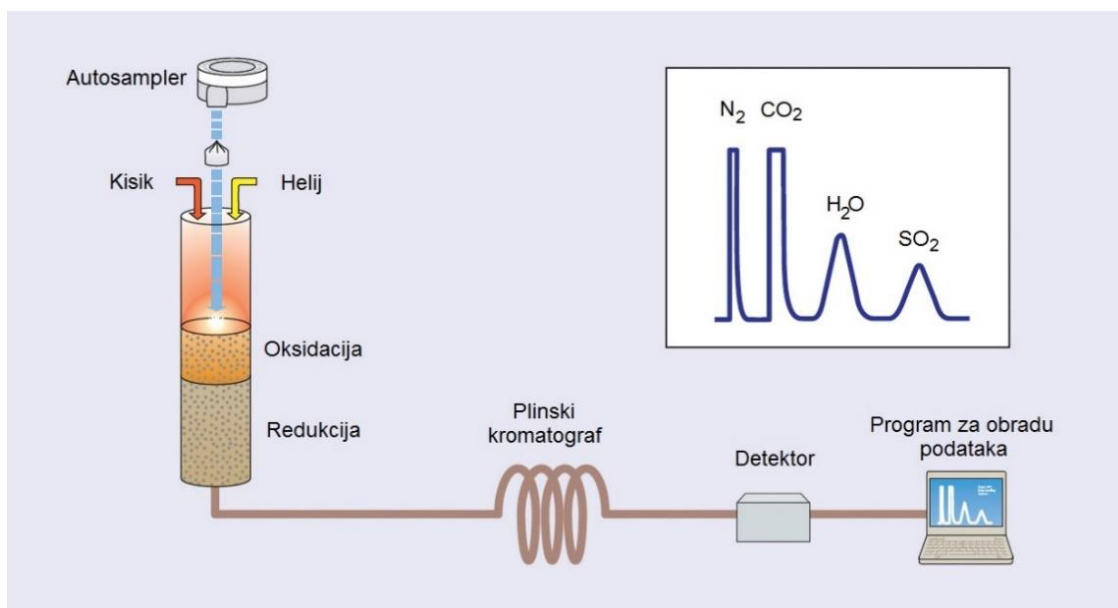 Autosampler
Kisik
Helij
Oksidacija
Redukcija
Plinski
kromatograf
Detektor
Program za obradu
podataka
N2
CO2
H2O
SO2